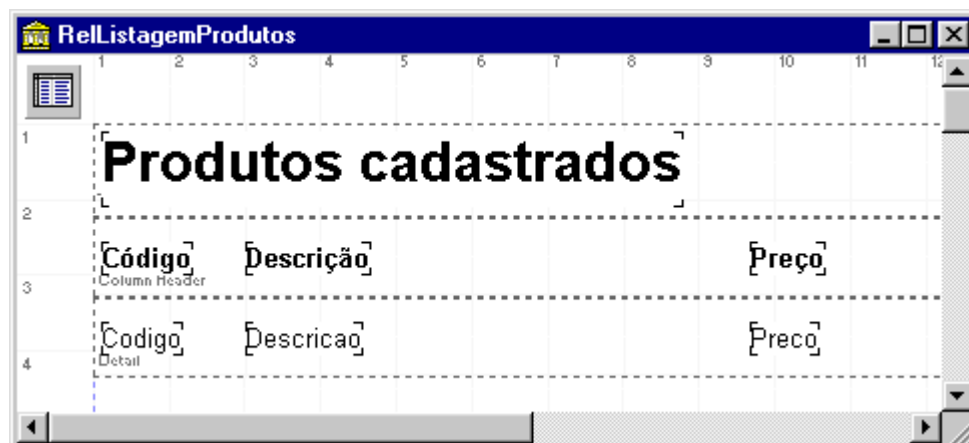 RelListagemProdutos
1 2 3 4 5 6 7 8 9 10 11 12
1
Produtos cadastrados
2
Código Descrição Preço
Column Header
3
Codigo Descricao Preco
Detail
4